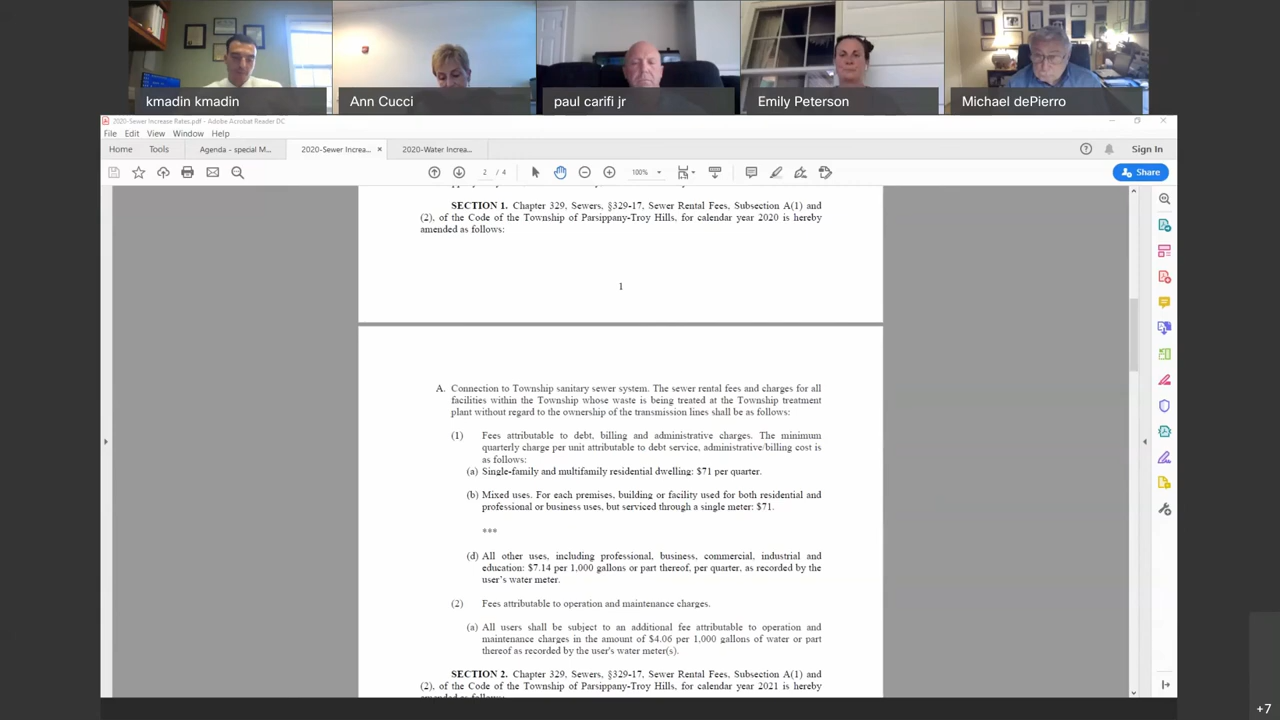 kmadin kmadin
Ann Cucci
paul carifi jr
Emily Peterson
Michael dePierro
2020-Sewer Increase Rates.pdf - Adobe Acrobat Reader DC
File Edit View Window Help
Home Tools Agenda - special M... 2020-Sewer Increa... × 2020-Water Increa... Sign In
2 / 4 100% Share
SECTION 1. Chapter 329, Sewers, §329-17, Sewer Rental Fees, Subsection A(1) and
(2), of the Code of the Township of Parsippany-Troy Hills, for calendar year 2020 is hereby
amended as follows:
1
A. Connection to Township sanitary sewer system. The sewer rental fees and charges for all
facilities within the Township whose waste is being treated at the Township treatment
plant without regard to the ownership of the transmission lines shall be as follows:
(1) Fees attributable to debt, billing and administrative charges. The minimum
quarterly charge per unit attributable to debt service, administrative/billing cost is
as follows:
(a) Single-family and multifamily residential dwelling: $71 per quarter.
(b) Mixed uses. For each premises, building or facility used for both residential and
professional or business uses, but serviced through a single meter: $71.
***
(d) All other uses, including professional, business, commercial, industrial and
education: $7.14 per 1,000 gallons or part thereof, per quarter, as recorded by the
user's water meter.
(2) Fees attributable to operation and maintenance charges.
(a) All users shall be subject to an additional fee attributable to operation and
maintenance charges in the amount of $4.06 per 1,000 gallons of water or part
thereof as recorded by the user's water meter(s).
SECTION 2. Chapter 329, Sewers, §329-17, Sewer Rental Fees, Subsection A(1) and
(2), of the Code of the Township of Parsippany-Troy Hills, for calendar year 2021 is hereby
+7